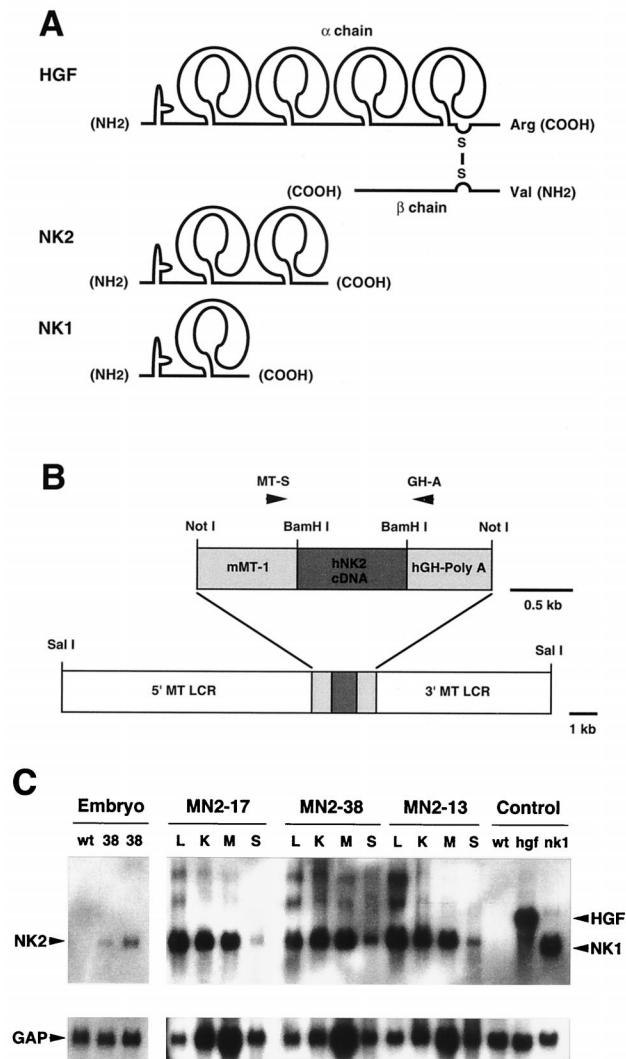 A
α chain
HGF
(NH2)
Arg (COOH)
S
S
(COOH)
Val (NH2)
β chain
NK2
(NH2)
(COOH)
NK1
(NH2)
(COOH)
B
MT-S
GH-A
Not I
BamH I
BamH I
Not I
mMT-1
hNK2
cDNA
hGH-Poly A
0.5 kb
Sal I
Sal I
5' MT LCR
3' MT LCR
1 kb
C
Embryo
MN2-17
MN2-38
MN2-13
Control
wt 38 38
L K M S
L K M S
L K M S
wt hgf nk1
HGF
NK2
NK1
GAP